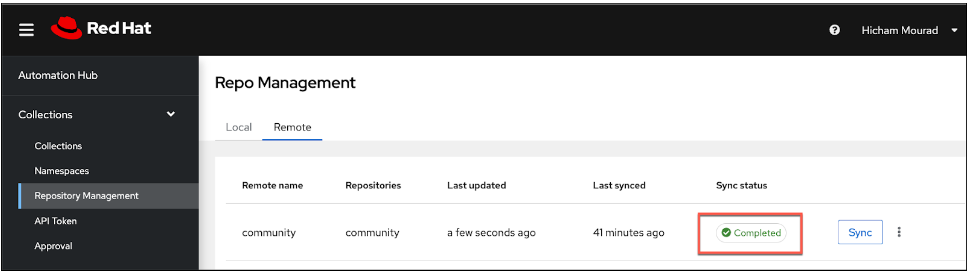 Red Hat
Hicham Mourad
Automation Hub
Collections
Collections
Namespaces
Repository Management
API Token
Approval
Repo Management
Local Remote
Remote name Repositories Last updated Last synced Sync status
community community a few seconds ago 41 minutes ago Completed Sync